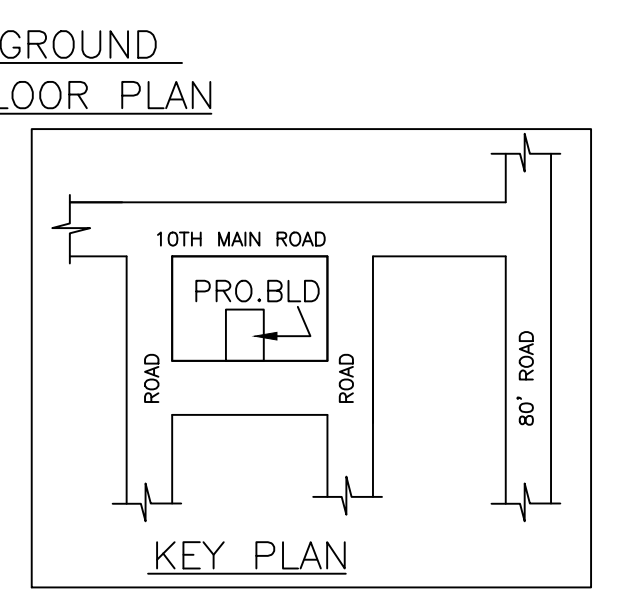 GROUND
LOOR PLAN
10TH MAIN ROAD
PRO.BLD
ROAD
ROAD
80' ROAD
KEY PLAN